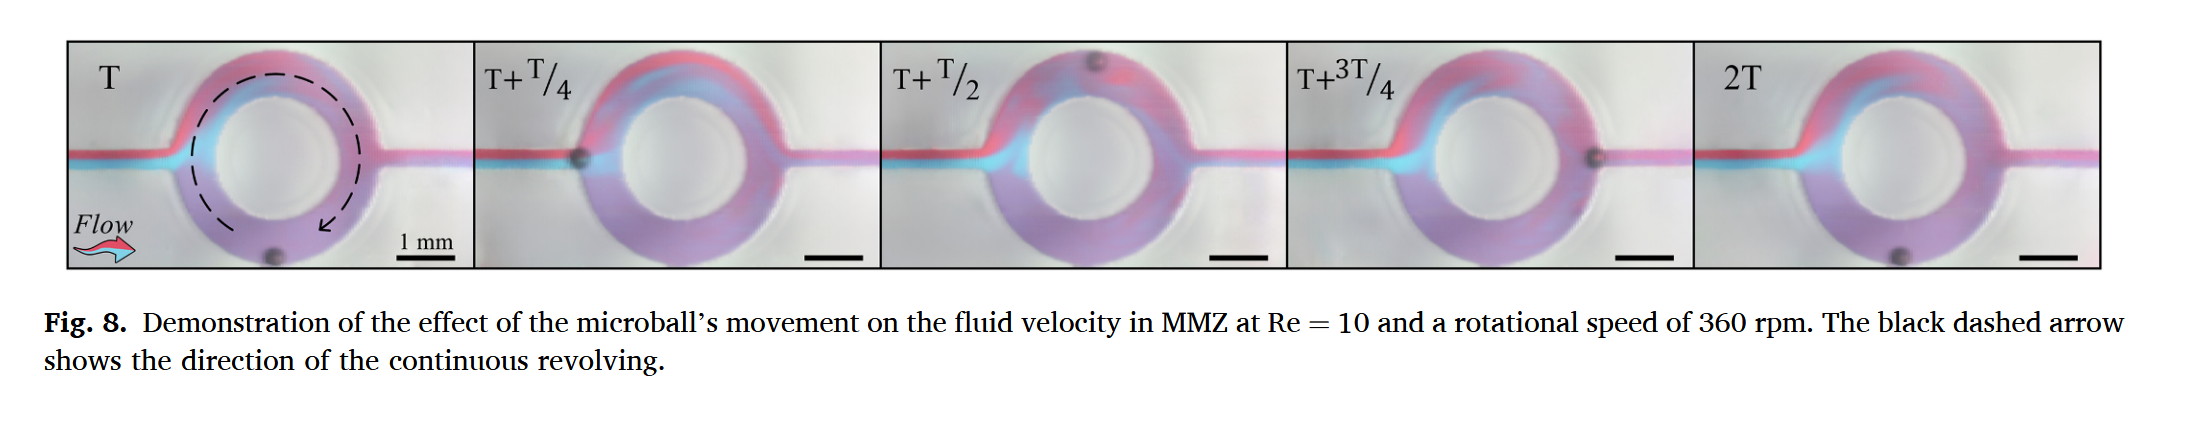 T
T+T/4
T+T/2
T+3T/4
2T
Flow
1 mm
Fig. 8. Demonstration of the effect of the microball’s movement on the fluid velocity in MMZ at Re = 10 and a rotational speed of 360 rpm. The black dashed arrow
shows the direction of the continuous revolving.